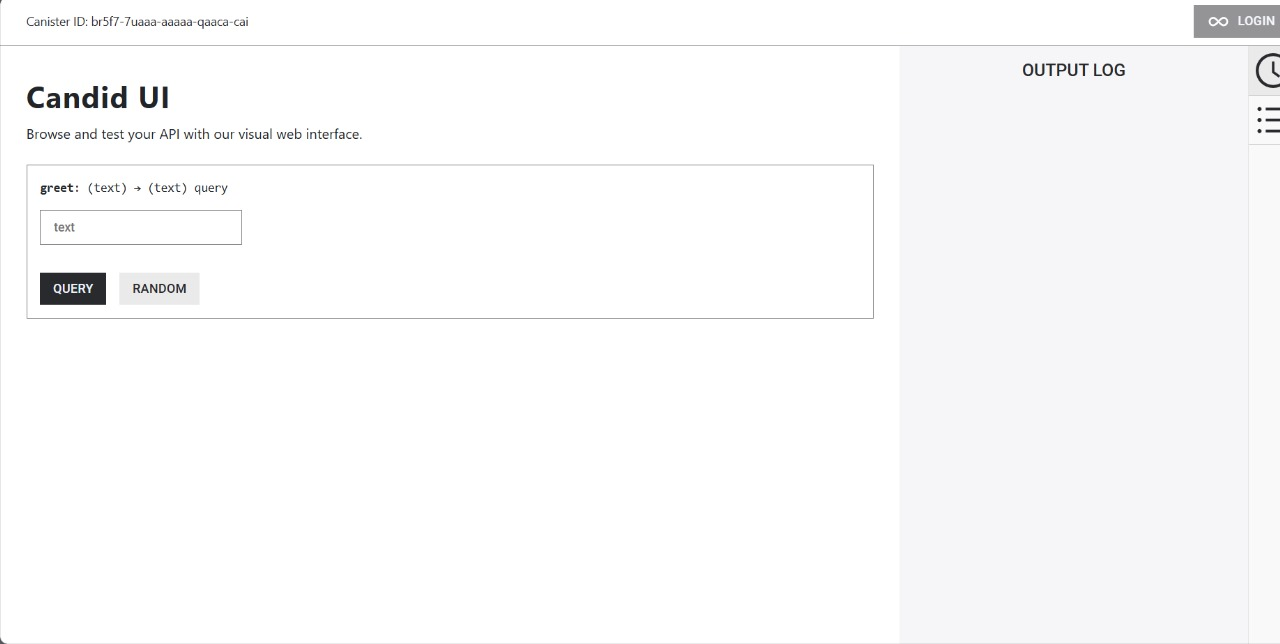 Canister ID: br5f7-7uaaa-aaaaa-qaaca-cai
LOGIN
Candid UI
Browse and test your API with our visual web interface.
greet: (text) → (text) query
text
QUERY RANDOM
OUTPUT LOG